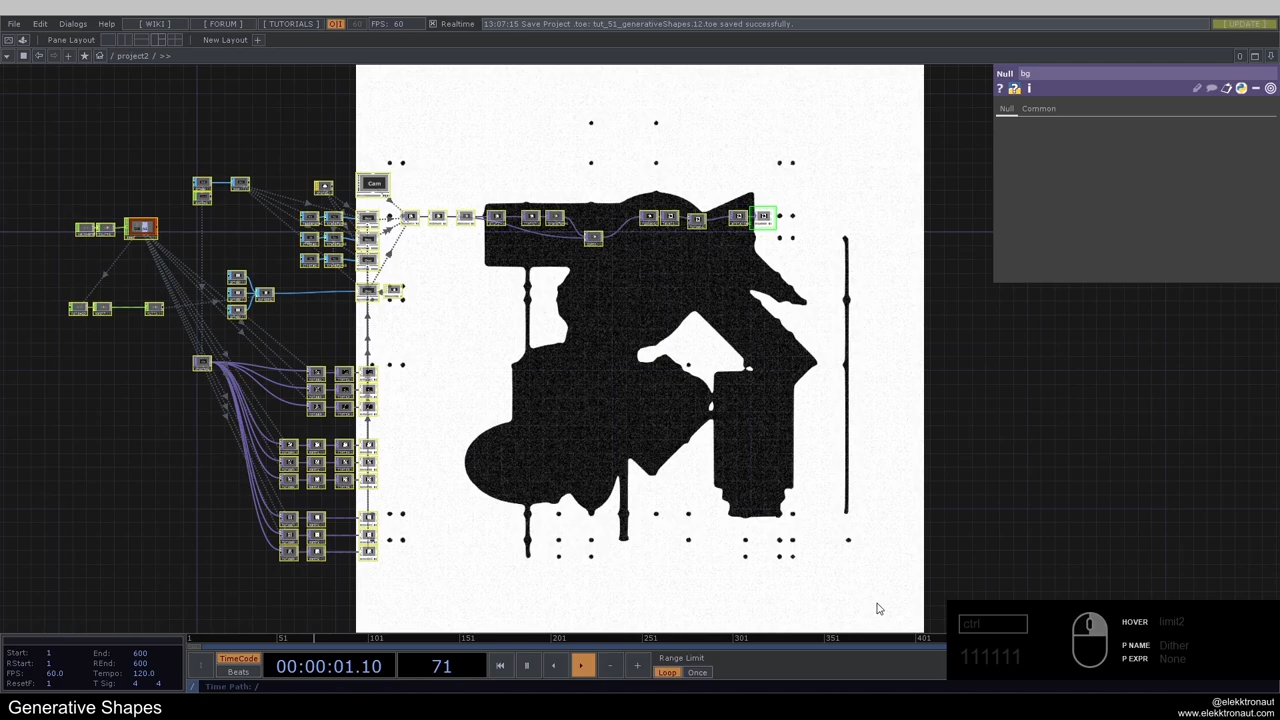 File Edit Dialogs Help [ WIKI ] [ FORUM ] [ TUTORIALS ] O|I FPS: 60 Realtime 13:07:15 Save Project .toe: tut_51_generativeShapes.12.toe saved successfully. [ UPDATE ]
Pane Layout New Layout +
/ project2 / >> 0
Null bg
? ? i
Null Common
Cam
1 51 101 151 201 251 301 351 401
Start: 1 End: 600
RStart: 1 REnd: 600
FPS: 60.0 Tempo: 120.0
ResetF: 1 T Sig: 4 4
TimeCode
Beats
00:00:01.10 71
Range Limit
Loop Once
/ Time Path: /
ctrl
111111
HOVER limit2
P NAME Dither
P EXPR None
Generative Shapes
@elekktronaut
www.elekktronaut.com